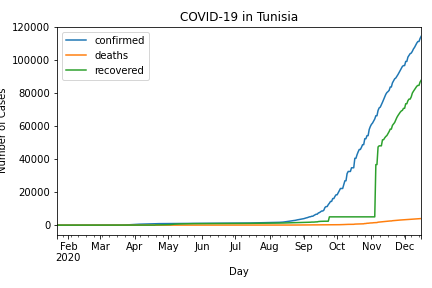 COVID-19 in Tunisia
120000
100000
80000
60000
40000
20000
0
Number of Cases
confirmed
deaths
recovered
Feb Mar Apr May Jun Jul Aug Sep Oct Nov Dec
2020
Day